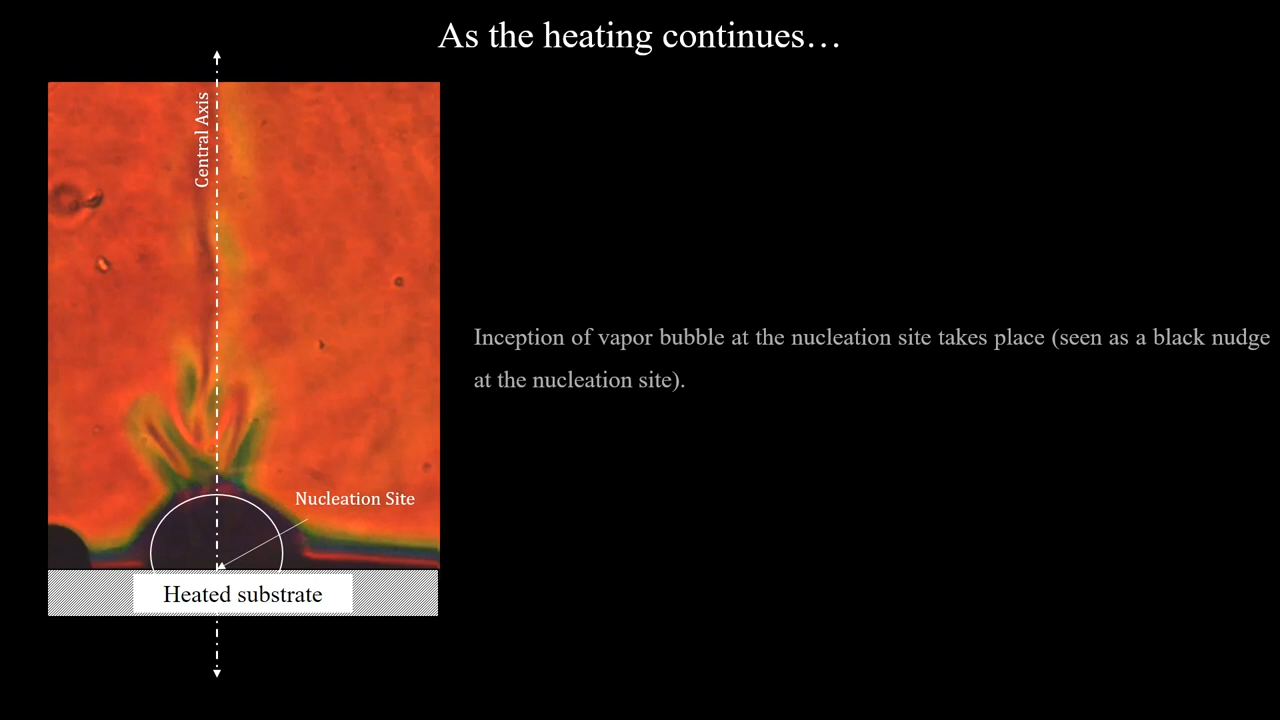 As the heating continues…
Central Axis
Inception of vapor bubble at the nucleation site takes place (seen as a black nudge
at the nucleation site).
Nucleation Site
Heated substrate